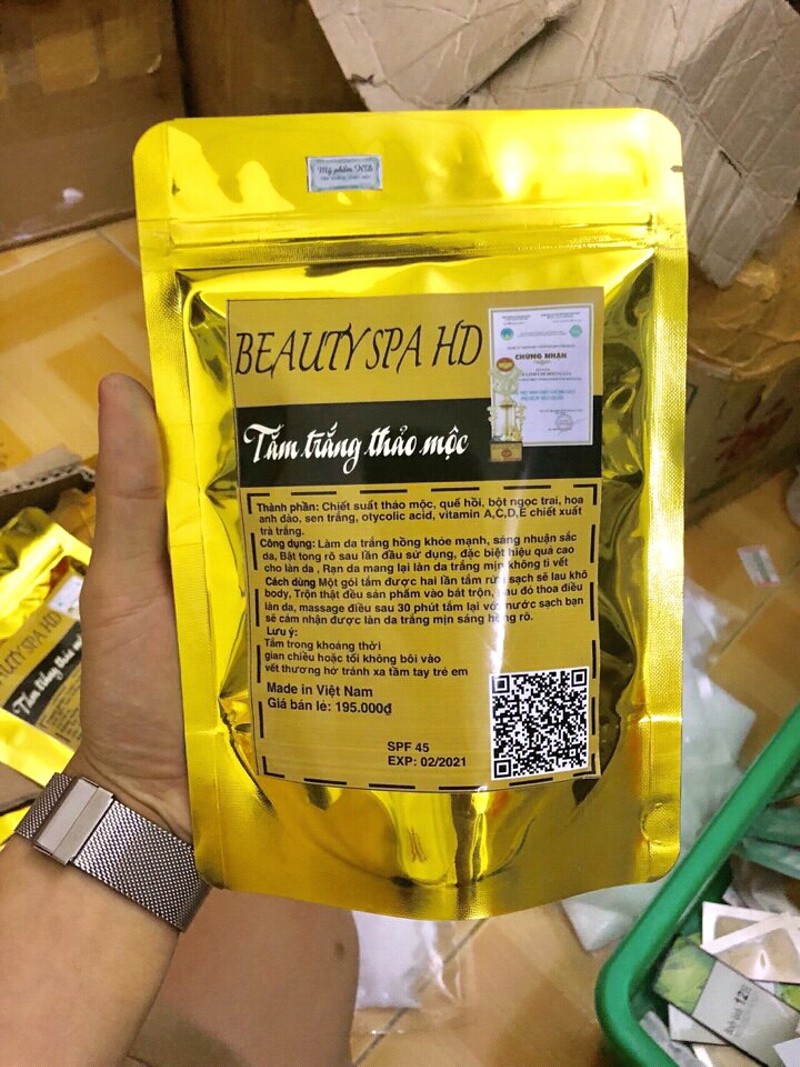 Mỹ phẩm
BEAUTY SPA HD
CHỨNG NHẬN
Tắm trắng thảo mộc
Thành phần: Chiết suất thảo mộc, quế hồi, bột ngọc trai, hoa
anh đào, sen trắng, otycolic acid, vitamin A,C,D,E chiết xuất
trà trắng.
Công dụng: Làm da trắng hồng khỏe mạnh, sáng nhuận sắc
da, Bật tong rõ sau lần đầu sử dụng, đặc biệt hiệu quả cao
cho làn da , Rạn da mang lại làn da trắng mịn không tì vết
Cách dùng Một gói tắm được hai lần tắm rửa sạch sẽ lau khô
body, Trộn thật đều sản phẩm vào bát trộn, sau đó thoa điều
làn da, massage điều sau 30 phút tắm lại với nước sạch bạn
sẽ cảm nhận được làn da trắng mịn sáng hồng rõ.
Lưu ý:
Tắm trong khoảng thời
gian chiều hoặc tối không bôi vào
vết thương hở tránh xa tầm tay trẻ em
Made in Việt Nam
Giá bán lẻ: 195.000₫
SPF 45
EXP: 02/2021
BEAUTY SPA HD
Tắm trắng thảo